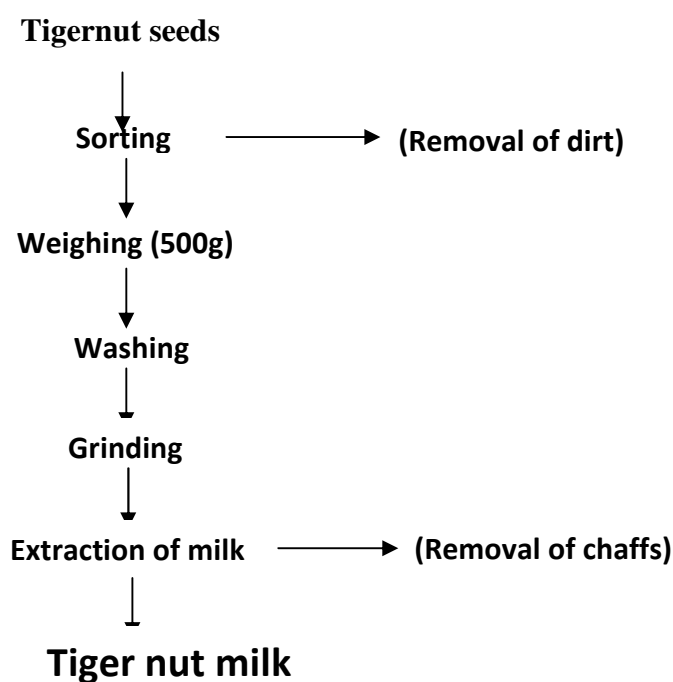 Tigernut seeds
Sorting (Removal of dirt)
Weighing (500g)
Washing
Grinding
Extraction of milk (Removal of chaffs)
Tiger nut milk